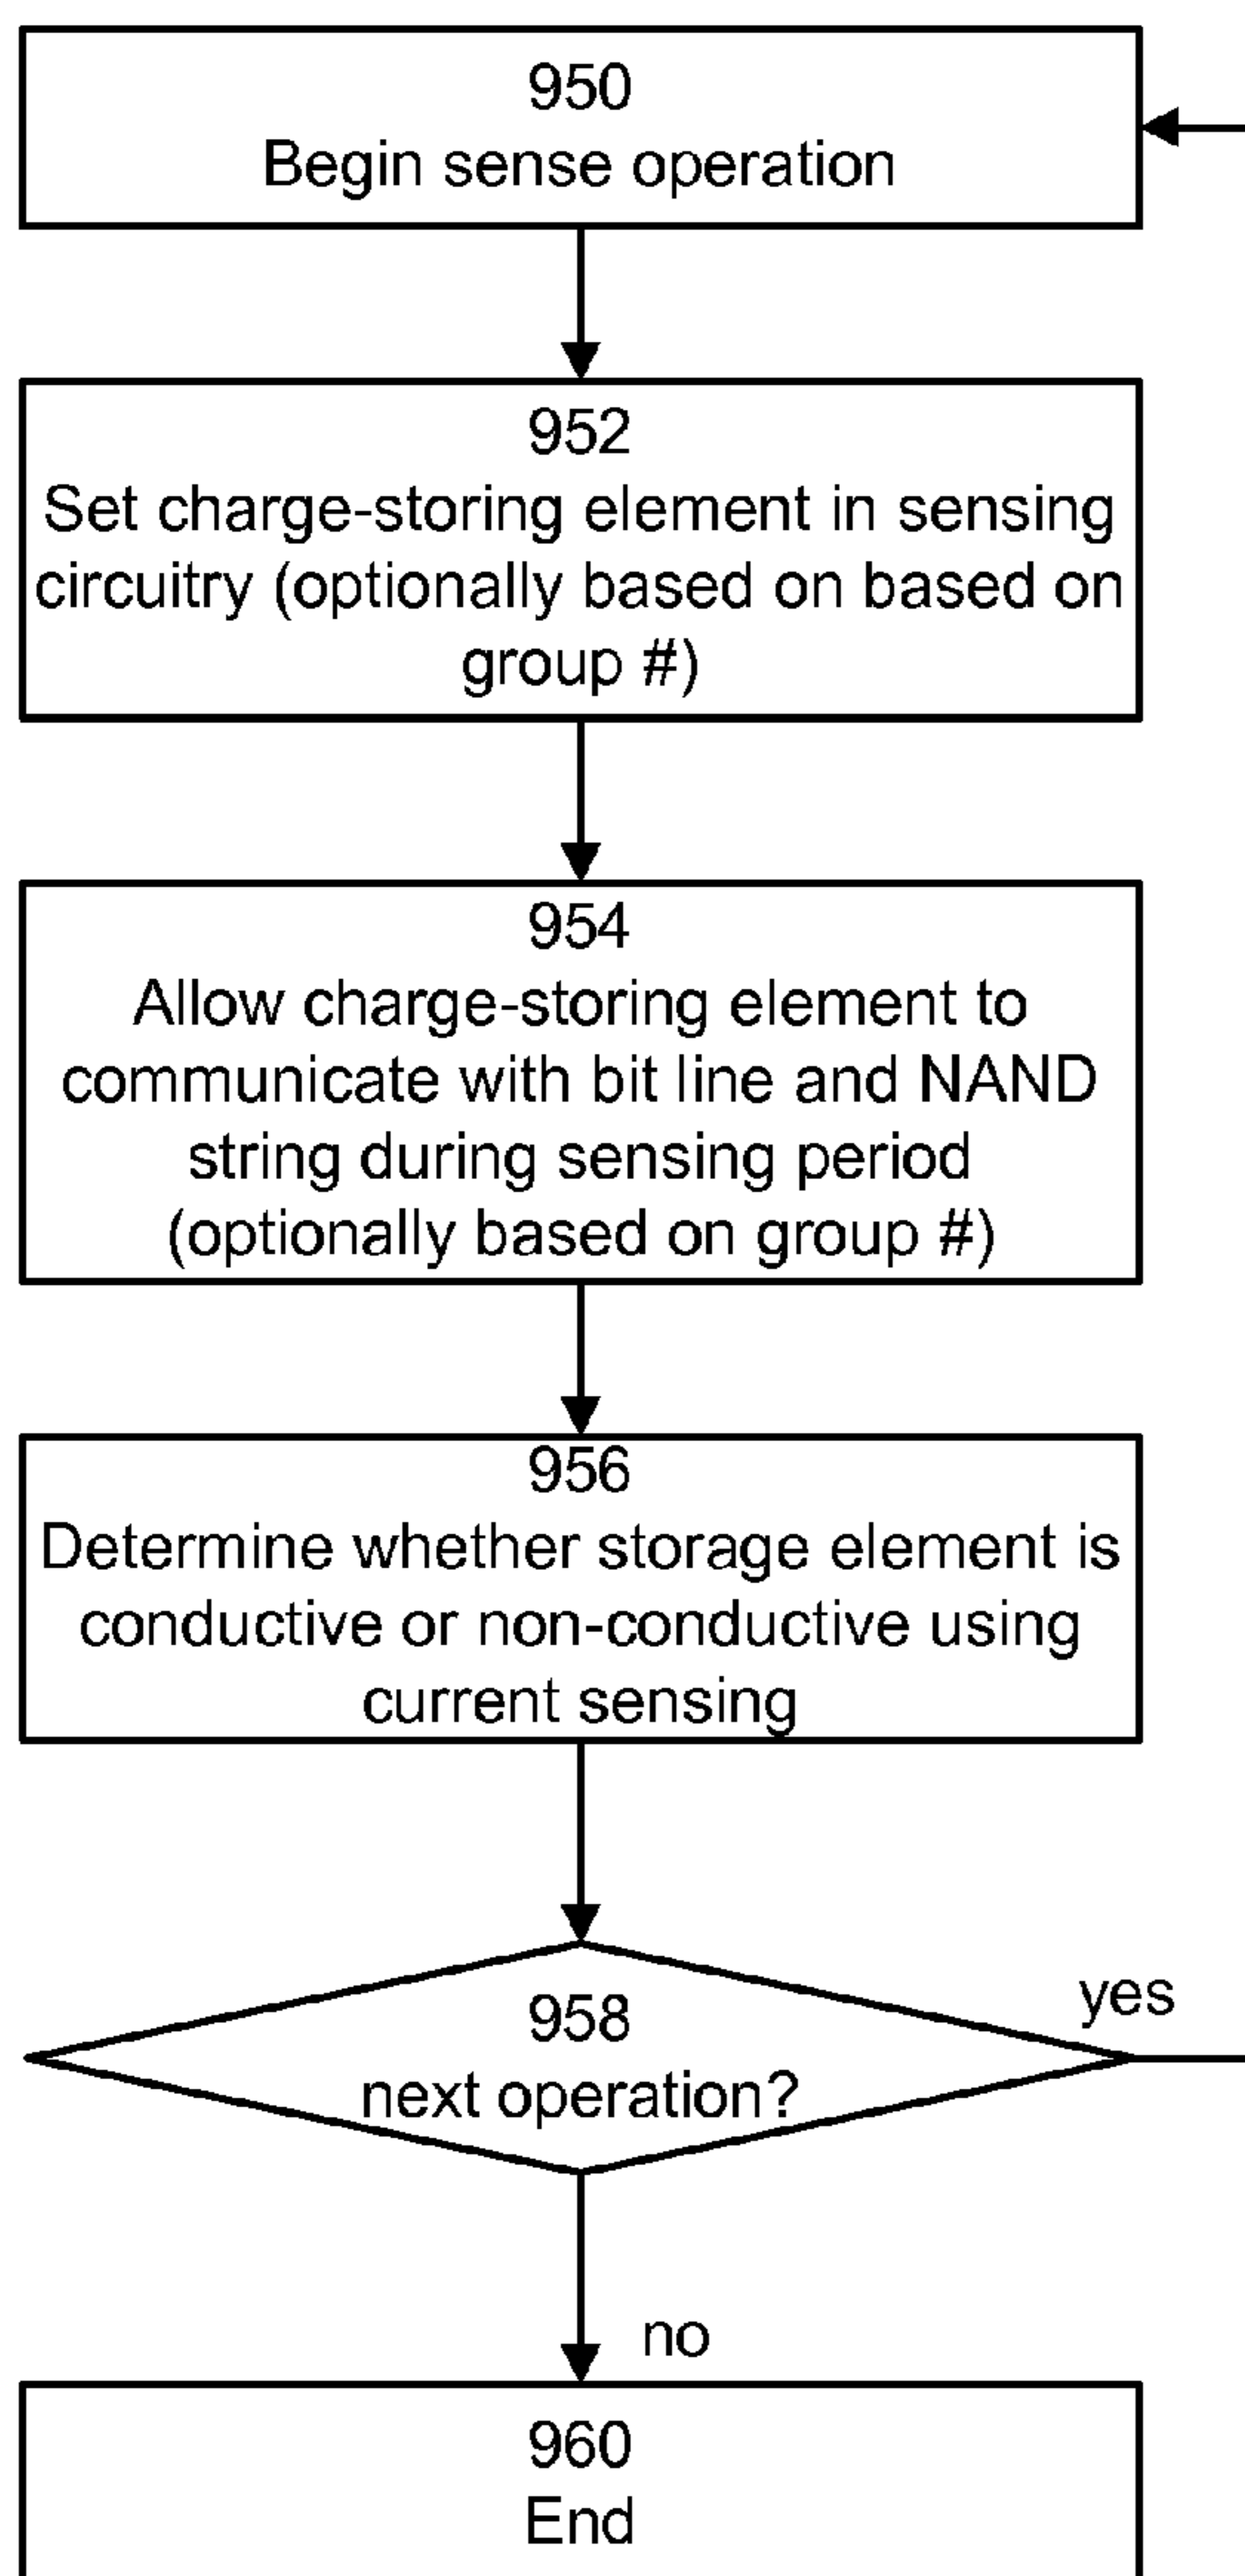 950
Begin sense operation
952
Set charge-storing element in sensing
circuitry (optionally based on based on
group #)
954
Allow charge-storing element to
communicate with bit line and NAND
string during sensing period
(optionally based on group #)
956
Determine whether storage element is
conductive or non-conductive using
current sensing
yes
958
next operation?
no
960
End